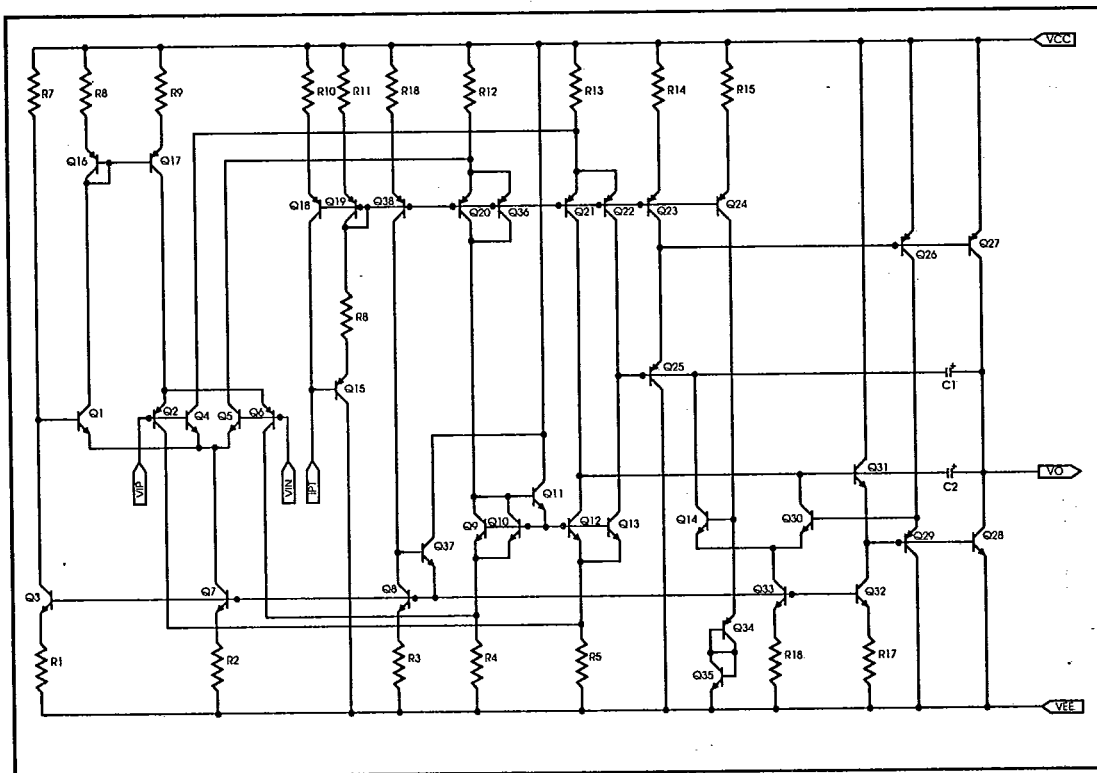 VCC
R7
R8
R9
R10
R11
R18
R12
R13
R14
R15
Q16
Q17
Q18
Q19
Q38
Q20
Q36
Q21
Q22
Q23
Q24
Q26
Q27
R8
Q15
Q25
C1
Q1
Q2
Q4
Q5
Q6
VIP
VIN
IPT
Q31
C2
VO
Q11
Q9
Q10
Q12
Q13
Q14
Q30
Q37
Q29
Q28
Q3
Q7
Q8
Q33
Q32
Q34
Q35
R1
R2
R3
R4
R5
R18
R17
VEE